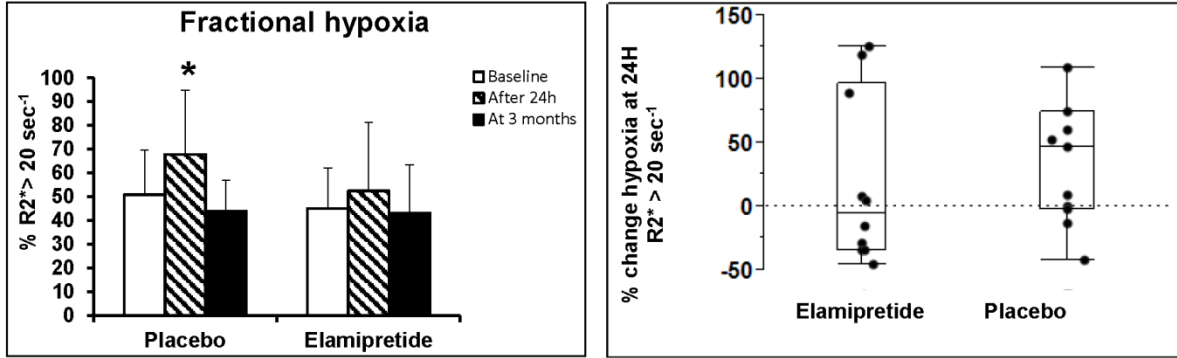 Fractional hypoxia
% R2*> 20 sec-1
100
90
80
70
60
50
40
30
20
10
0
*
Baseline
After 24h
At 3 months
Placebo
Elamipretide
% change hypoxia at 24H
R2* > 20 sec-1
150
100
50
0
-50
Elamipretide
Placebo